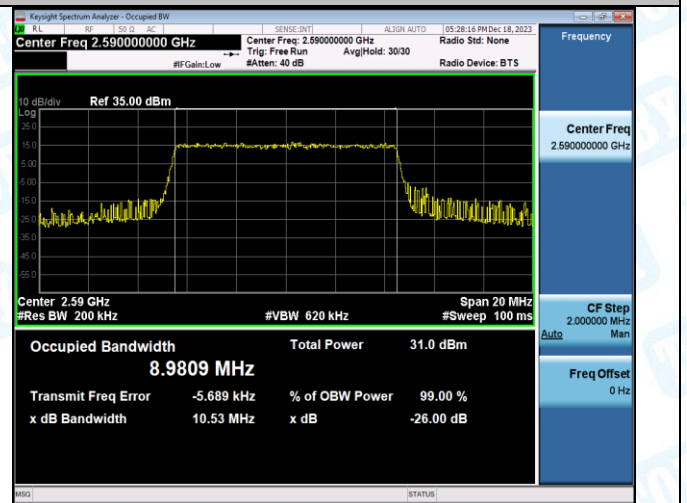 Keysight Spectrum Analyzer - Occupied BW
RL RF 50 Ω AC SENSE:INT ALIGN AUTO 05:28:16 PM Dec 18, 2023
Center Freq 2.590000000 GHz Center Freq: 2.590000000 GHz Radio Std: None
Trig: Free Run Avg|Hold: 30/30
#IFGain:Low #Atten: 40 dB Radio Device: BTS
10 dB/div Ref 35.00 dBm
Log
25.0
15.0
5.00
-5.00
-15.0
-25.0
-35.0
-45.0
-55.0
Center 2.59 GHz Span 20 MHz
#Res BW 200 kHz #VBW 620 kHz #Sweep 100 ms
Occupied Bandwidth Total Power 31.0 dBm
8.9809 MHz
Transmit Freq Error -5.689 kHz % of OBW Power 99.00 %
x dB Bandwidth 10.53 MHz x dB -26.00 dB
MSG STATUS
Frequency
Center Freq
2.590000000 GHz
CF Step
2.000000 MHz
Auto Man
Freq Offset
0 Hz